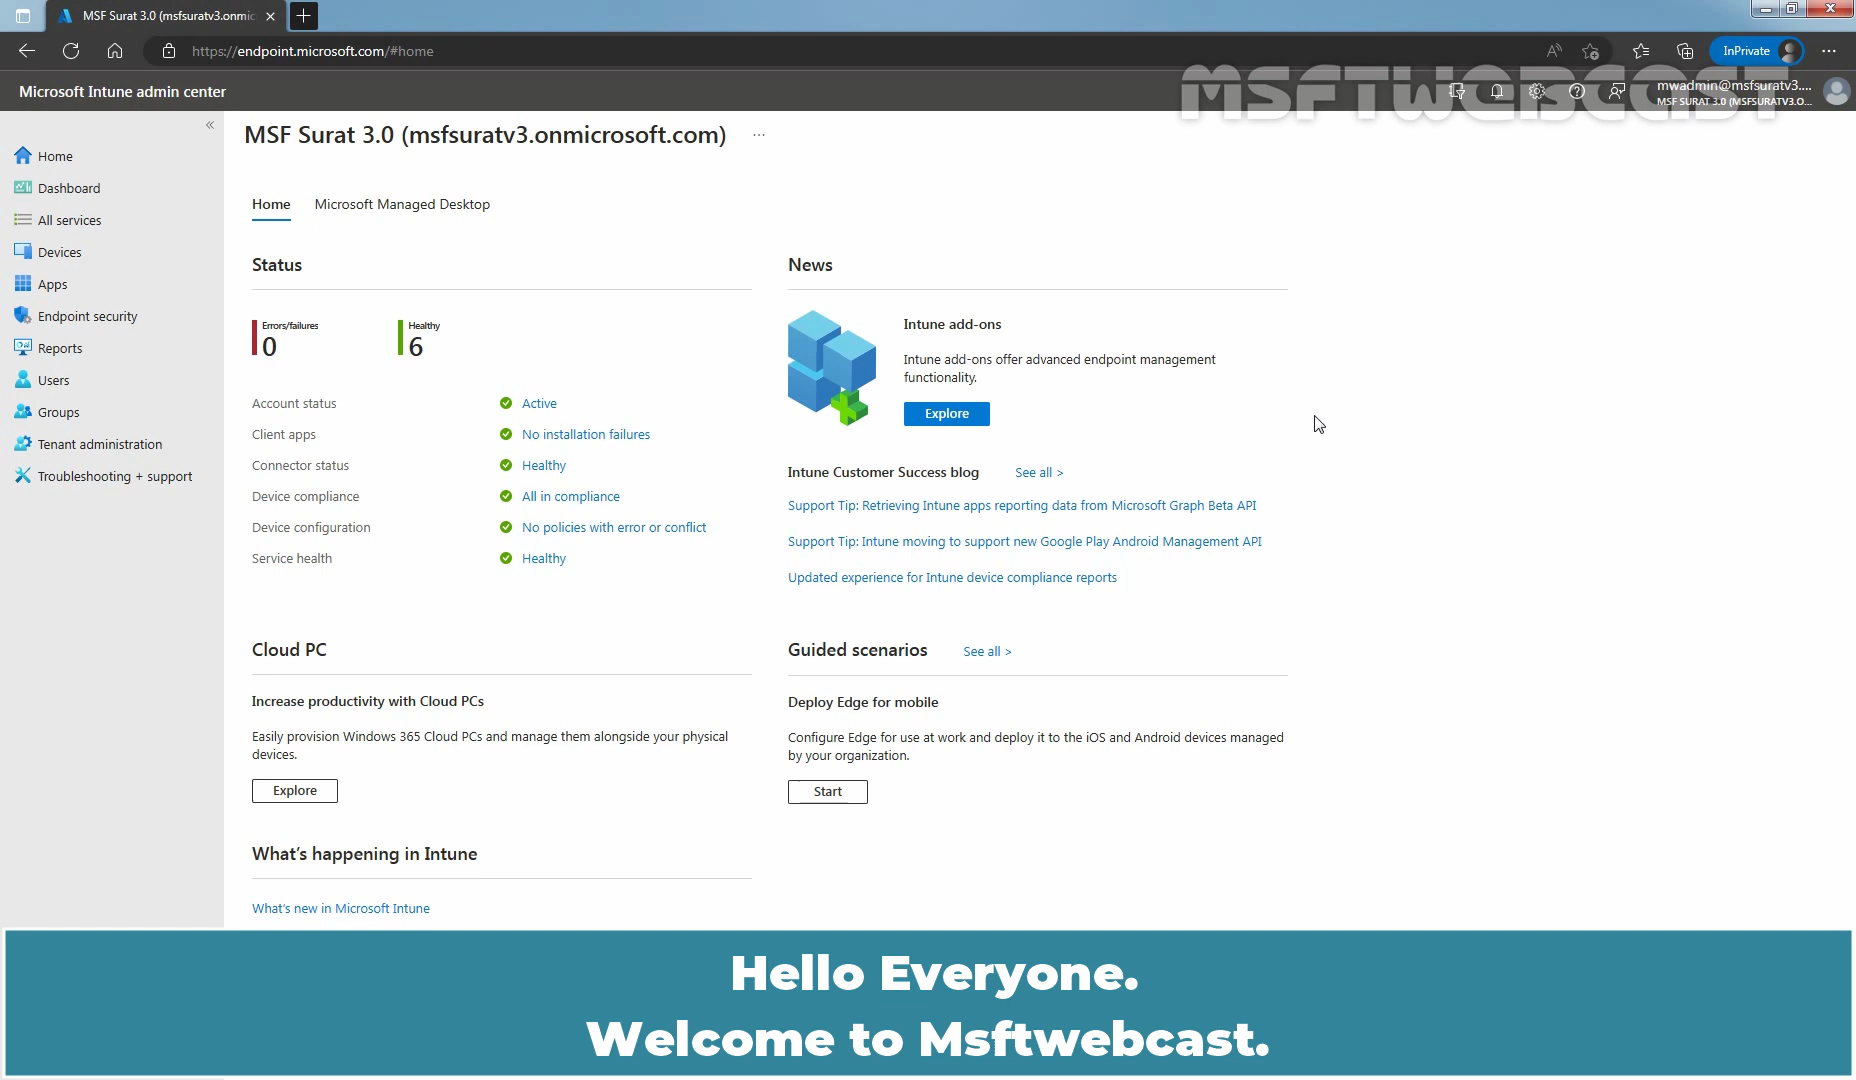 MSF Surat 3.0 (msfsuratv3.onmic
https://endpoint.microsoft.com/#home
InPrivate
MSFTWEBCAST
Microsoft Intune admin center
mwadmin@msfsuratv3....
MSF SURAT 3.0 (MSFSURATV3.O...
MSF Surat 3.0 (msfsuratv3.onmicrosoft.com)
...
Home
Dashboard
All services
Devices
Apps
Endpoint security
Reports
Users
Groups
Tenant administration
Troubleshooting + support
Home Microsoft Managed Desktop
Status
Errors/failures
0
Healthy
6
Account status Active
Client apps No installation failures
Connector status Healthy
Device compliance All in compliance
Device configuration No policies with error or conflict
Service health Healthy
News
Intune add-ons
Intune add-ons offer advanced endpoint management
functionality.
Explore
Intune Customer Success blog See all >
Support Tip: Retrieving Intune apps reporting data from Microsoft Graph Beta API
Support Tip: Intune moving to support new Google Play Android Management API
Updated experience for Intune device compliance reports
Cloud PC
Increase productivity with Cloud PCs
Easily provision Windows 365 Cloud PCs and manage them alongside your physical
devices.
Explore
Guided scenarios See all >
Deploy Edge for mobile
Configure Edge for use at work and deploy it to the iOS and Android devices managed
by your organization.
Start
What's happening in Intune
What's new in Microsoft Intune
Hello Everyone.
Welcome to Msftwebcast.